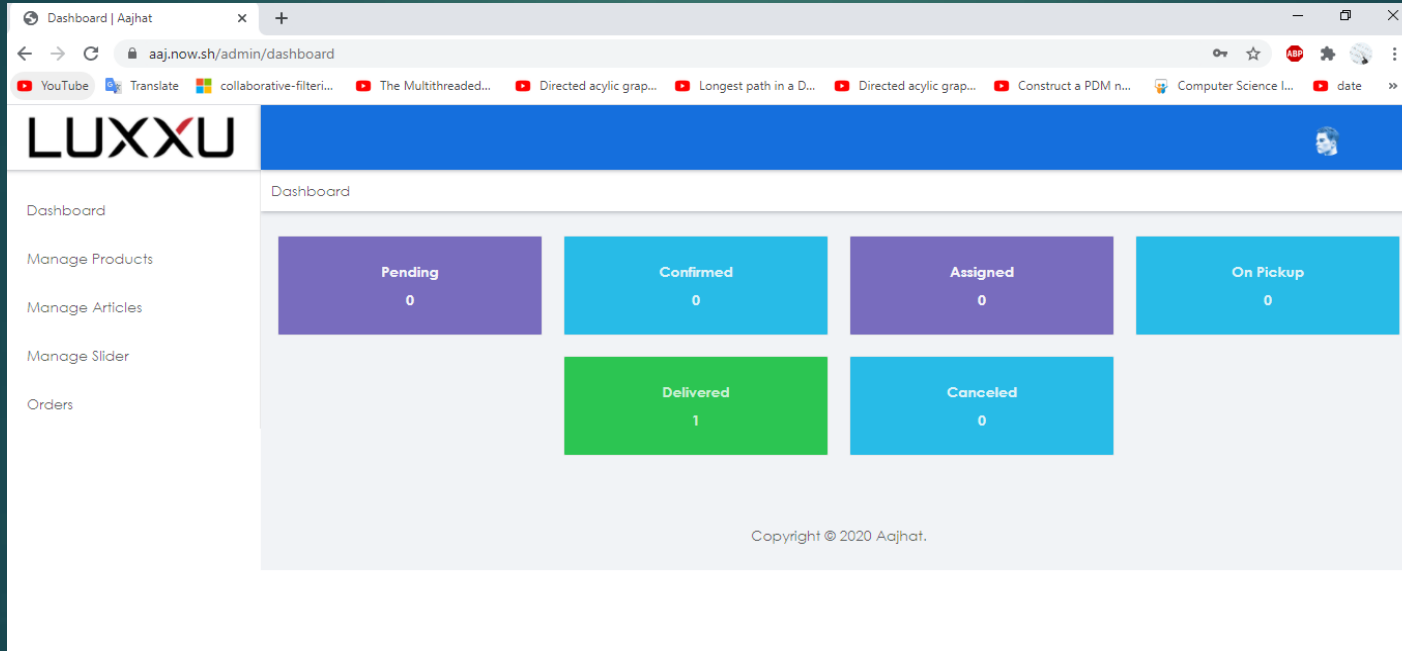 Dashboard | Aajhat
aaj.now.sh/admin/dashboard
ABP
YouTube Translate collaborative-filteri... The Multithreaded... Directed acylic grap... Longest path in a D... Directed acylic grap... Construct a PDM n... Computer Science I... date »
LUXXU
Dashboard
Dashboard
Manage Products
Manage Articles
Manage Slider
Orders
Pending
0
Confirmed
0
Assigned
0
On Pickup
0
Delivered
1
Canceled
0
Copyright © 2020 Aajhat.